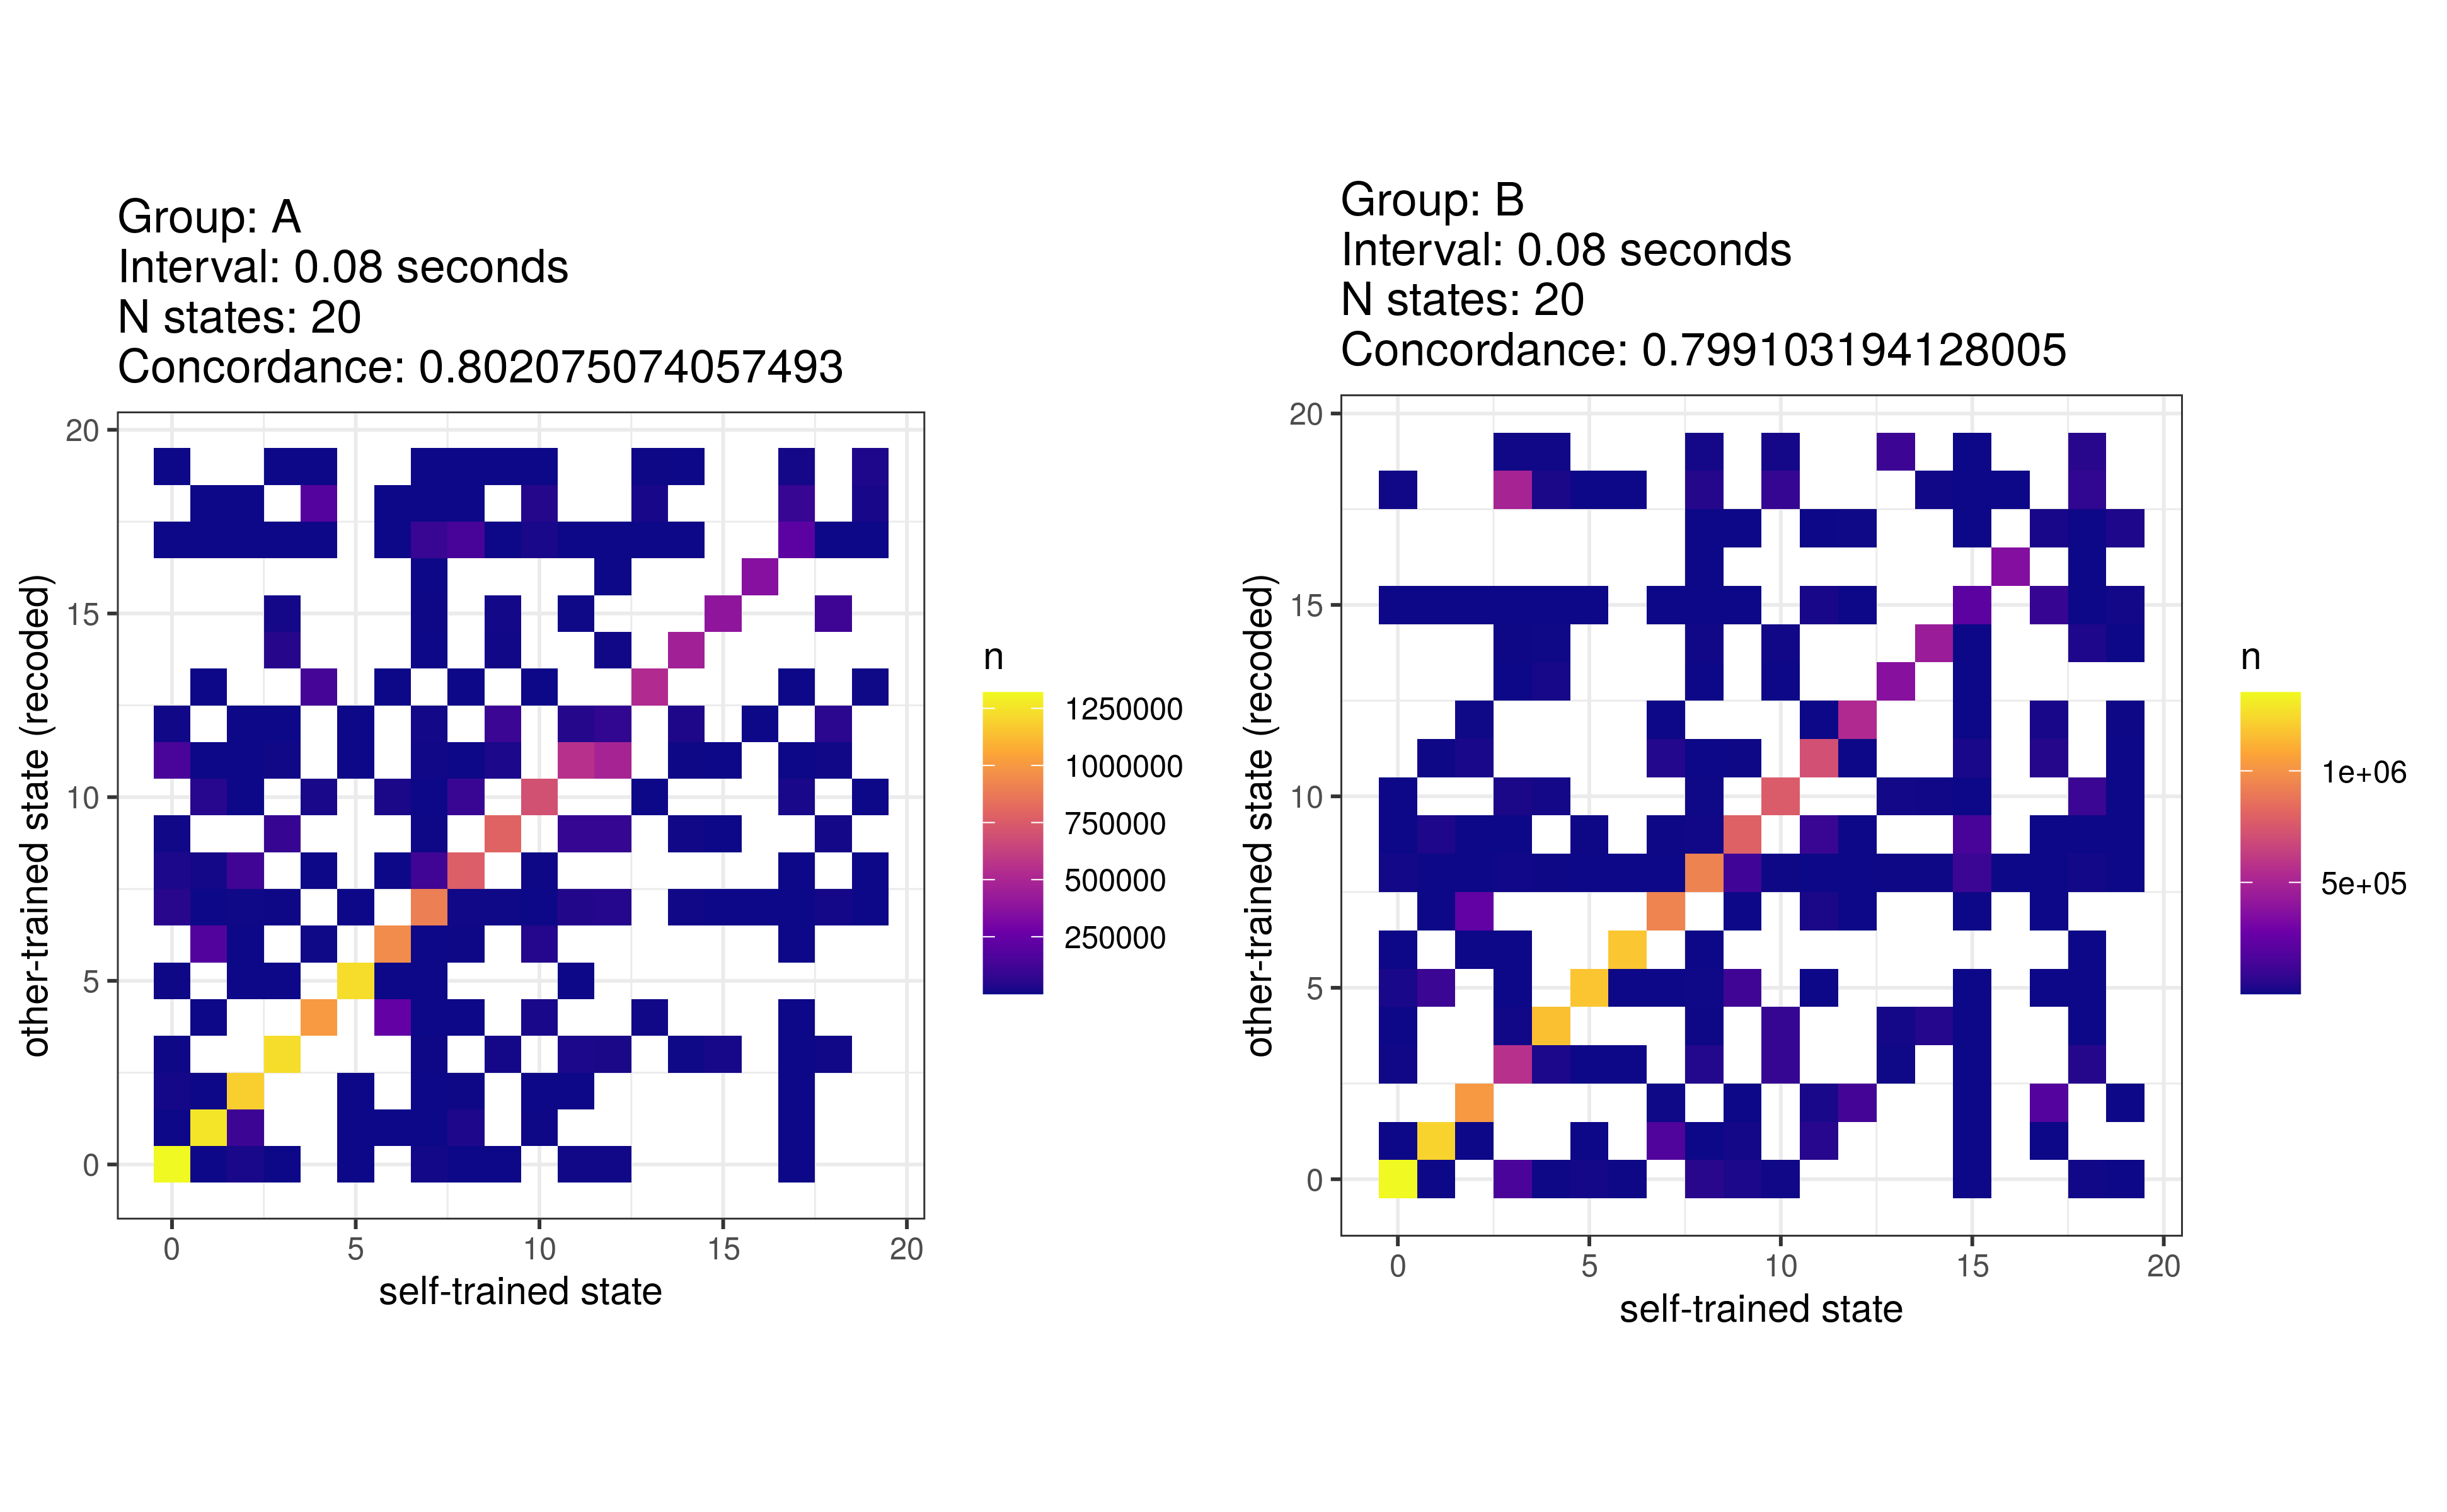 Group: A
Interval: 0.08 seconds
N states: 20
Concordance: 0.802075074057493
20
15
10
5
0
0 5 10 15 20
self-trained state
other-trained state (recoded)
n
1250000
1000000
750000
500000
250000
Group: B
Interval: 0.08 seconds
N states: 20
Concordance: 0.799103194128005
20
15
10
5
0
0 5 10 15 20
self-trained state
other-trained state (recoded)
n
1e+06
5e+05